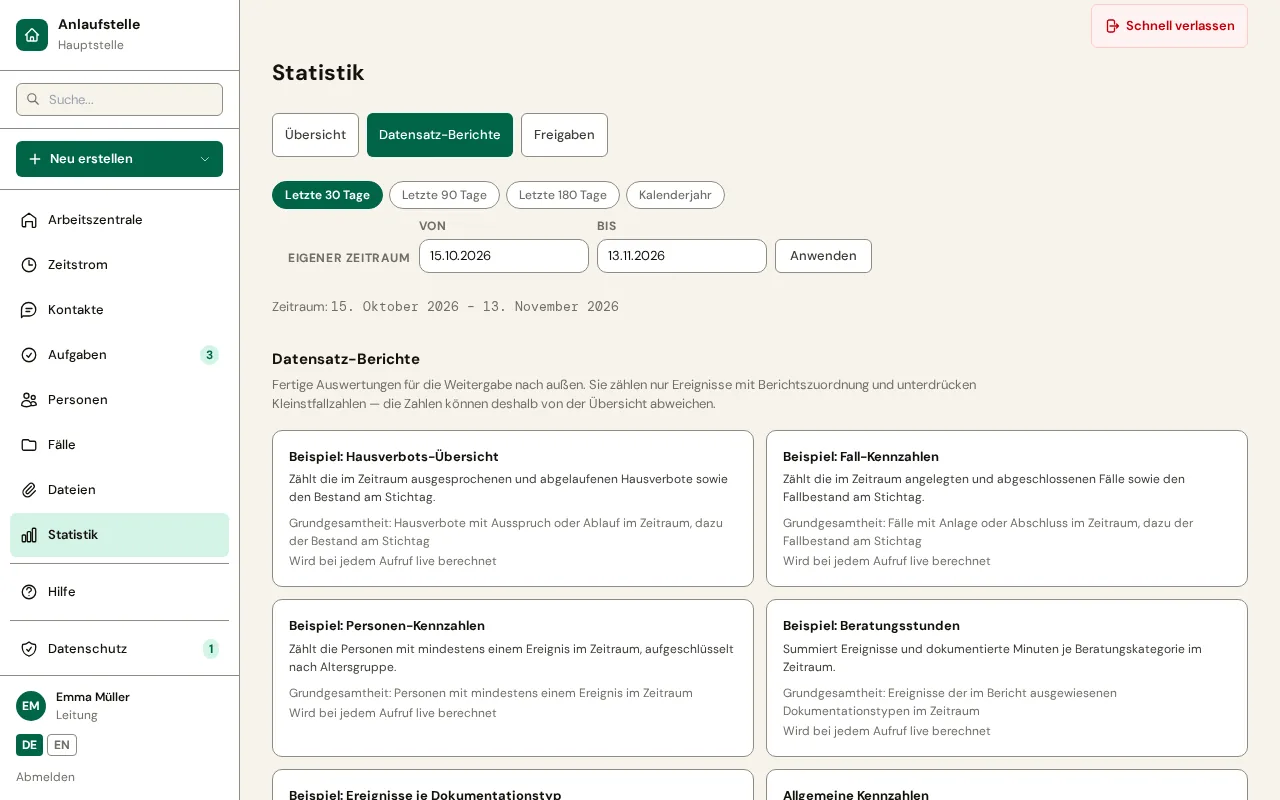 Anlaufstelle
Hauptstelle
Suche...
Neu erstellen
Arbeitszentrale
Zeitstrom
Kontakte
Aufgaben 3
Personen
Fälle
Dateien
Statistik
Hilfe
Datenschutz 1
EM
Emma Müller
Leitung
DE EN
Abmelden
Schnell verlassen
Statistik
Übersicht Datensatz-Berichte Freigaben
Letzte 30 Tage Letzte 90 Tage Letzte 180 Tage Kalenderjahr
VON BIS
EIGENER ZEITRAUM 15.10.2026 13.11.2026 Anwenden
Zeitraum: 15. Oktober 2026 – 13. November 2026
Datensatz-Berichte
Fertige Auswertungen für die Weitergabe nach außen. Sie zählen nur Ereignisse mit Berichtszuordnung und unterdrücken
Kleinstfallzahlen — die Zahlen können deshalb von der Übersicht abweichen.
Beispiel: Hausverbots-Übersicht
Zählt die im Zeitraum ausgesprochenen und abgelaufenen Hausverbote sowie
den Bestand am Stichtag.
Grundgesamtheit: Hausverbote mit Ausspruch oder Ablauf im Zeitraum, dazu
der Bestand am Stichtag
Wird bei jedem Aufruf live berechnet
Beispiel: Fall-Kennzahlen
Zählt die im Zeitraum angelegten und abgeschlossenen Fälle sowie den
Fallbestand am Stichtag.
Grundgesamtheit: Fälle mit Anlage oder Abschluss im Zeitraum, dazu der
Fallbestand am Stichtag
Wird bei jedem Aufruf live berechnet
Beispiel: Personen-Kennzahlen
Zählt die Personen mit mindestens einem Ereignis im Zeitraum, aufgeschlüsselt
nach Altersgruppe.
Grundgesamtheit: Personen mit mindestens einem Ereignis im Zeitraum
Wird bei jedem Aufruf live berechnet
Beispiel: Beratungsstunden
Summiert Ereignisse und dokumentierte Minuten je Beratungskategorie im
Zeitraum.
Grundgesamtheit: Ereignisse der im Bericht ausgewiesenen
Dokumentationstypen im Zeitraum
Wird bei jedem Aufruf live berechnet
Beispiel: Ereignisse je Dokumentationstyp
Allgemeine Kennzahlen